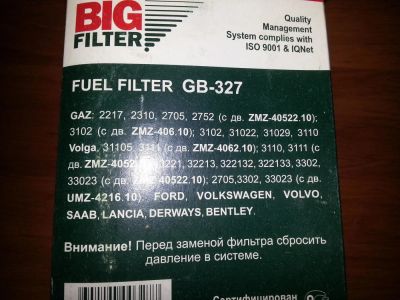 BIG
FILTER
Quality
Management
System complies with
ISO 9001 & IQNet
FUEL FILTER GB-327
GAZ: 2217, 2310, 2705, 2752 (с дв. ZMZ-40522.10);
3102 (с дв. ZMZ-406.10); 3102, 31022, 31029, 3110
Volga, 31105, 3111 (с дв. ZMZ-4062.10); 3110, 3111 (с
дв. ZMZ-4052 3221, 32213, 322132, 322133, 3302,
33023 (с дв. 40522.10); 2705,3302, 33023 (с дв.
UMZ-4216.10) FORD, VOLKSWAGEN, VOLVO,
SAAB, LANCIA, DERWAYS, BENTLEY.
Внимание! Перед заменой фильтра сбросить
давление в системе.
Сертифицирован